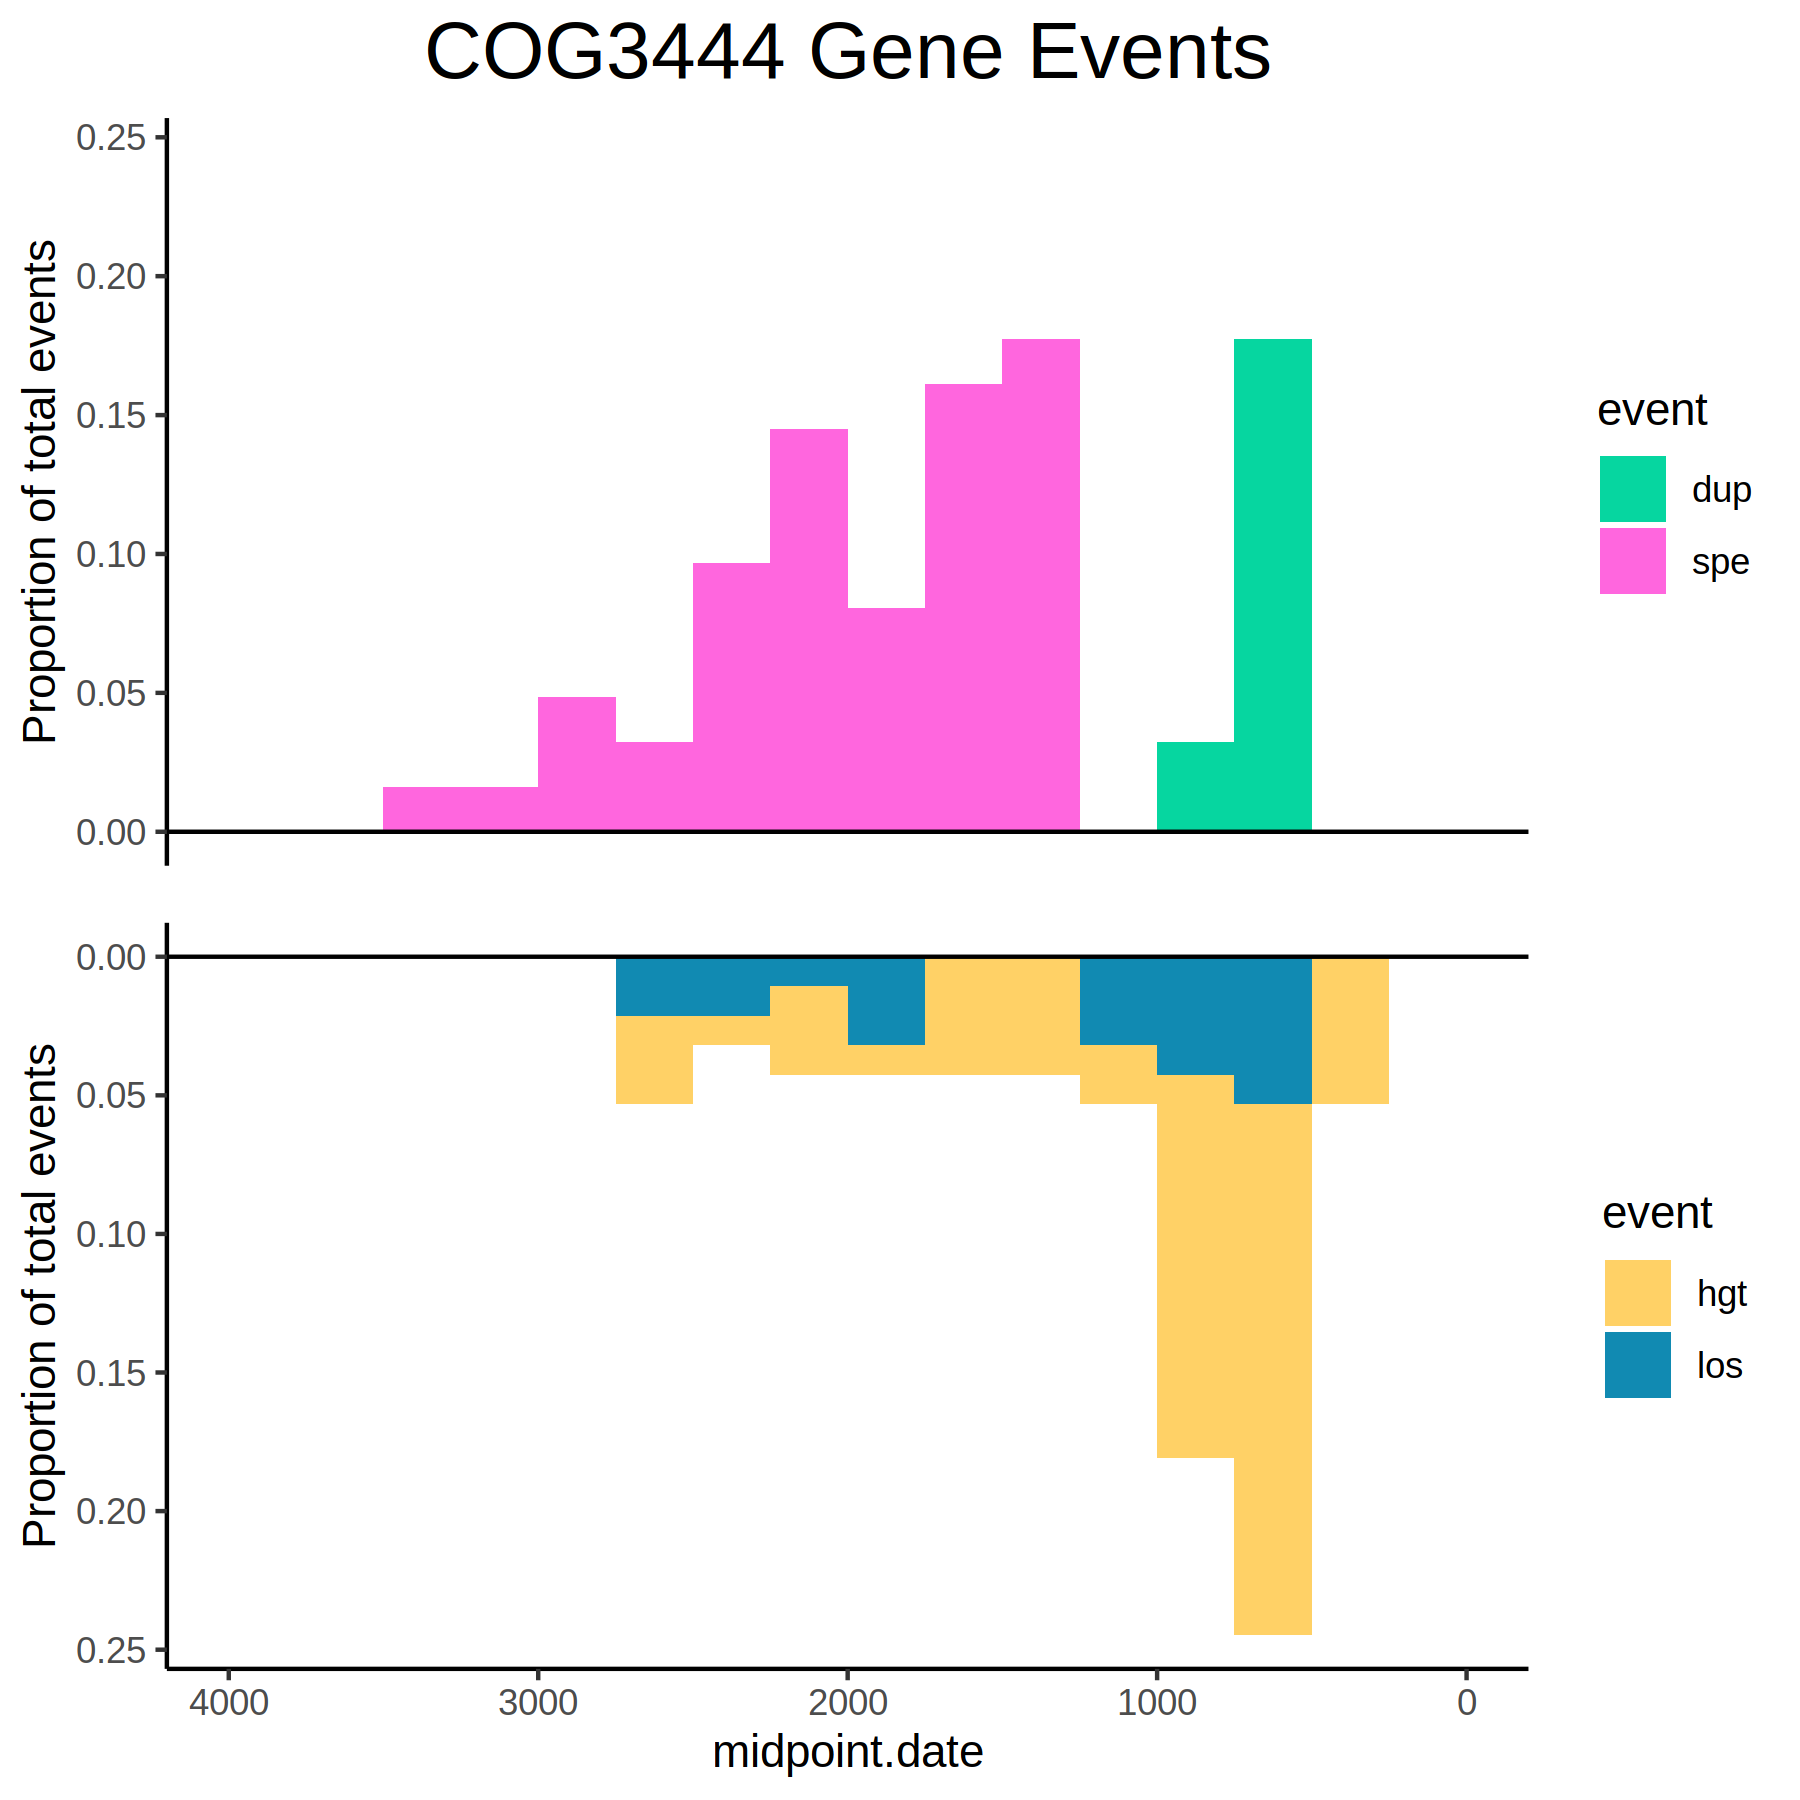 COG3444 Gene Events
Proportion of total events
0.25
0.20
0.15
0.10
0.05
0.00
event
dup
spe
Proportion of total events
0.00
0.05
0.10
0.15
0.20
0.25
event
hgt
los
4000 3000 2000 1000 0
midpoint.date